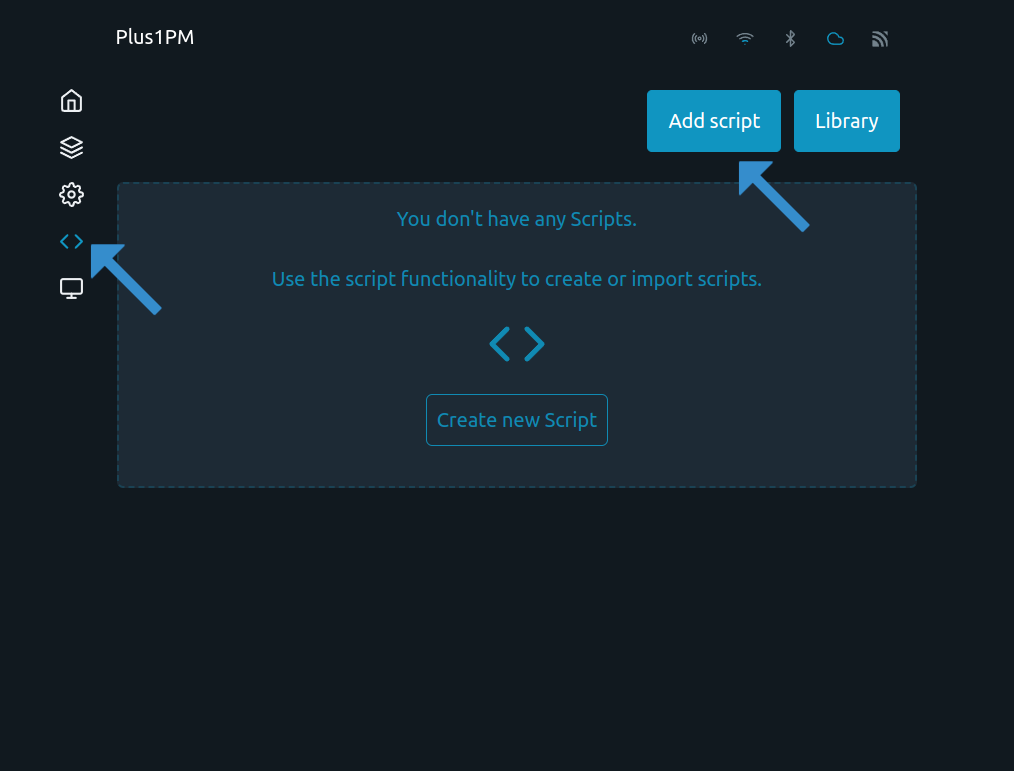 Plus1PM
Add script
Library
You don't have any Scripts.
Use the script functionality to create or import scripts.
Create new Script